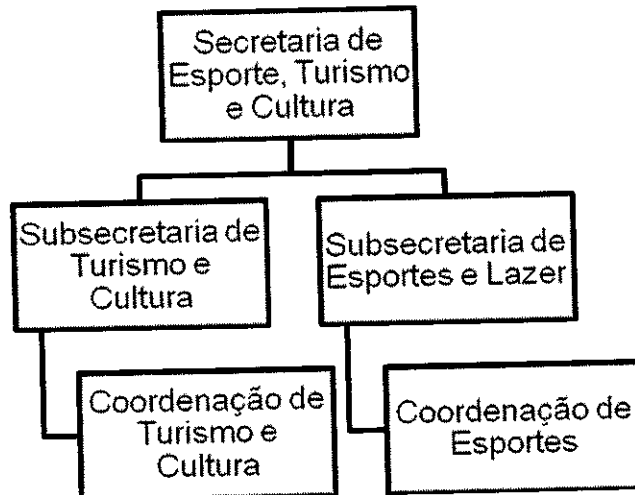 Secretaria de
Esporte, Turismo
e Cultura
Subsecretaria de
Turismo e
Cultura
Subsecretaria de
Esportes e Lazer
Coordenação de
Turismo e
Cultura
Coordenação de
Esportes